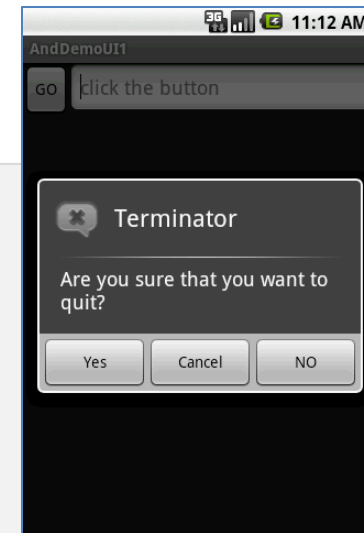 3G 11:12 AM
AndDemoUI1
GO click the button
Terminator
Are you sure that you want to
quit?
Yes Cancel NO